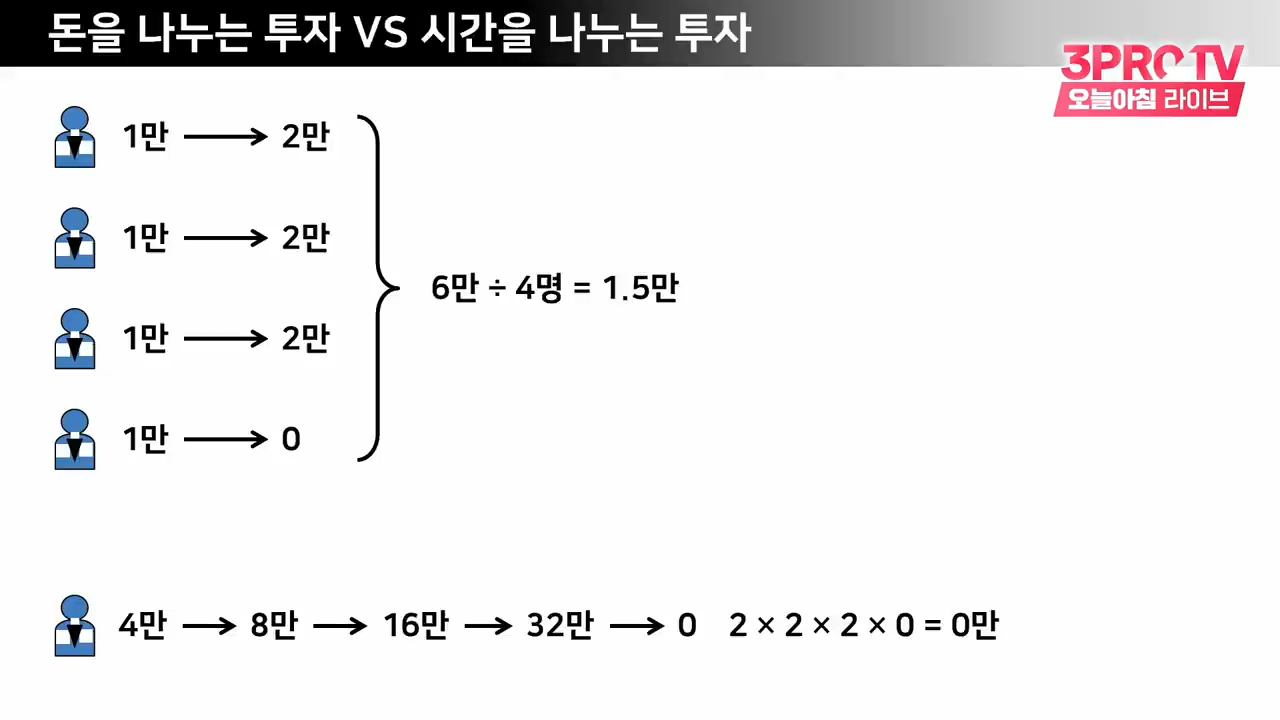 돈을 나누는 투자 VS 시간을 나누는 투자
3PRO TV
오늘아침 라이브
1만 → 2만
1만 → 2만
6만 ÷ 4명 = 1.5만
1만 → 2만
1만 → 0
4만 → 8만 → 16만 → 32만 → 0 2 × 2 × 2 × 0 = 0만